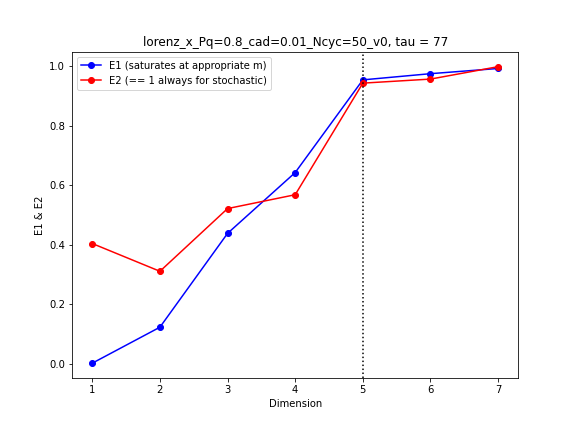 lorenz_x_Pq=0.8_cad=0.01_Ncyc=50_v0, tau = 77
E1 (saturates at appropriate m)
E2 (== 1 always for stochastic)
E1 & E2
1.0
0.8
0.6
0.4
0.2
0.0
1 2 3 4 5 6 7
Dimension